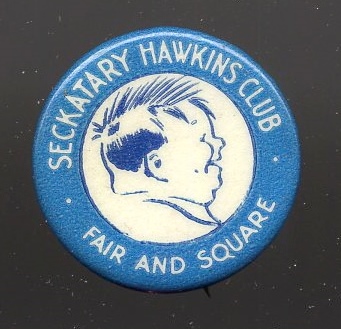 SECKATARY HAWKINS CLUB
FAIR AND SQUARE